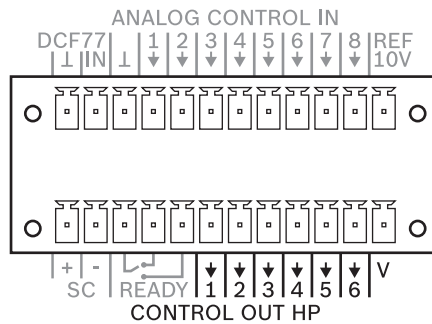 ANALOG CONTROL IN
DCF77 1 2 3 4 5 6 7 8 REF
⊥ IN ⊥ ↓ ↓ ↓ ↓ ↓ ↓ ↓ ↓ 10V
+ - ↓ ↓ ↓ ↓ ↓ ↓ V
SC READY 1 2 3 4 5 6
CONTROL OUT HP